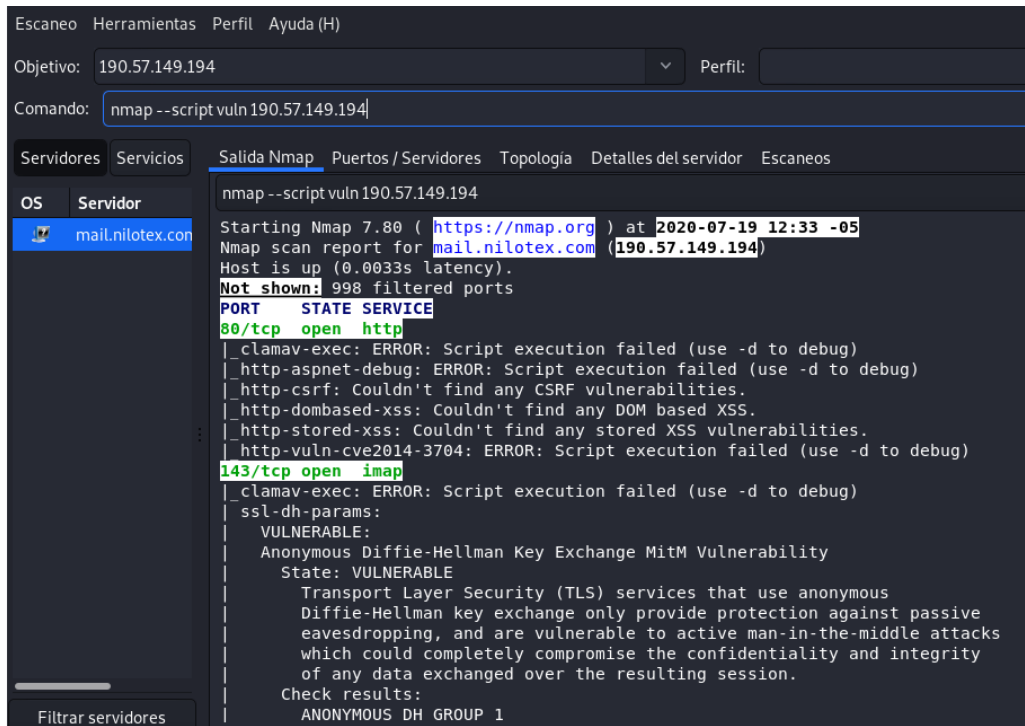 Escaneo Herramientas Perfil Ayuda (H)
Objetivo: 190.57.149.194 Perfil:
Comando: nmap --script vuln 190.57.149.194
Servidores Servicios Salida Nmap Puertos / Servidores Topología Detalles del servidor Escaneos
OS Servidor
mail.nilotex.con
nmap --script vuln 190.57.149.194
Starting Nmap 7.80 ( https://nmap.org ) at 2020-07-19 12:33 -05
Nmap scan report for mail.nilotex.com (190.57.149.194)
Host is up (0.0033s latency).
Not shown: 998 filtered ports
PORT    STATE SERVICE
80/tcp  open  http
|_clamav-exec: ERROR: Script execution failed (use -d to debug)
|_http-aspnet-debug: ERROR: Script execution failed (use -d to debug)
|_http-csrf: Couldn't find any CSRF vulnerabilities.
|_http-dombased-xss: Couldn't find any DOM based XSS.
|_http-stored-xss: Couldn't find any stored XSS vulnerabilities.
|_http-vuln-cve2014-3704: ERROR: Script execution failed (use -d to debug)
143/tcp open  imap
|_clamav-exec: ERROR: Script execution failed (use -d to debug)
| ssl-dh-params:
|   VULNERABLE:
|   Anonymous Diffie-Hellman Key Exchange MitM Vulnerability
|     State: VULNERABLE
|       Transport Layer Security (TLS) services that use anonymous
|       Diffie-Hellman key exchange only provide protection against passive
|       eavesdropping, and are vulnerable to active man-in-the-middle attacks
|       which could completely compromise the confidentiality and integrity
|       of any data exchanged over the resulting session.
|     Check results:
|       ANONYMOUS DH GROUP 1
Filtrar servidores